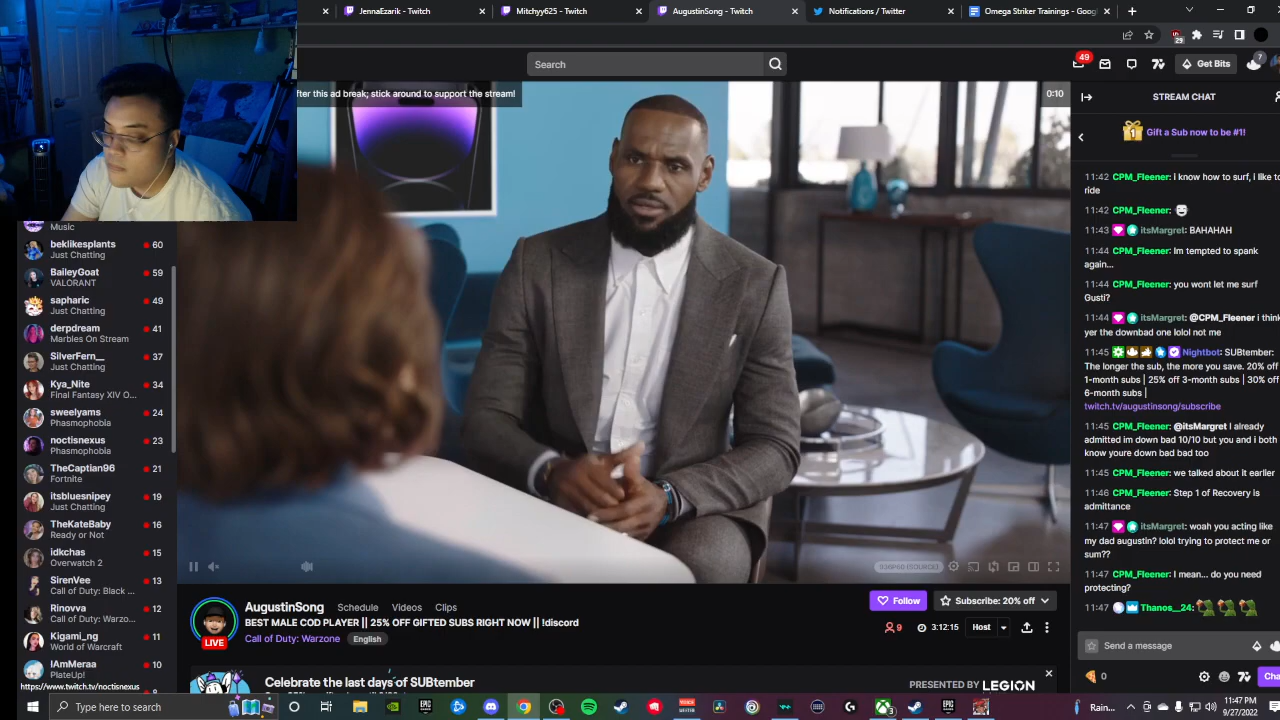 JennaIzarik - Twitch
Mitchyy625 - Twitch
AugustinSong - Twitch
Notifications / Twitter
Omega Striker Trainings - Goog
29
Search
49
Get Bits
7
fter this ad break; stick around to support the stream!
0:10
STREAM CHAT
1
Gift a Sub now to be #1!
Music
beklikesplants 60
Just Chatting
BaileyGoat 59
VALORANT
sapharic 49
Just Chatting
derpdream 41
Marbles On Stream
SilverFern__ 37
Just Chatting
Kya_Nite 34
Final Fantasy XIV O...
sweelyams 24
Phasmophobia
noctisnexus 23
Phasmophobia
TheCaptian96 21
Fortnite
itsbluesnipey 19
Just Chatting
TheKateBaby 16
Ready or Not
idkchas 15
Overwatch 2
SirenVee 13
Call of Duty: Black ...
Rinovva 12
Call of Duty: Warzo...
Kigami_ng 11
World of Warcraft
IAmMeraa 10
PlateUp!
https://www.twitch.tv/noctisnexus
11:42 CPM_Fleener: i know how to surf, i like to
ride
11:42 CPM_Fleener:
11:43 itsMargret: BAHAHAH
11:44 CPM_Fleener: Im tempted to spank
again...
11:44 CPM_Fleener: you wont let me surf
Gusti?
11:44 itsMargret: @CPM_Fleener i think
yer the downbad one lolol not me
11:45 Nightbot: SUBtember:
The longer the sub, the more you save. 20% off
1-month subs | 25% off 3-month subs | 30% off
6-month subs |
twitch.tv/augustinsong/subscribe
11:45 CPM_Fleener: @itsMargret I already
admitted im down bad 10/10 but you and i both
know youre down bad bad too
11:45 CPM_Fleener: we talked about it earlier
11:46 CPM_Fleener: Step 1 of Recovery is
admittance
11:47 itsMargret: woah you acting like
my dad augustin? lolol trying to protect me or
sum??
11:47 CPM_Fleener: I mean... do you need
protecting?
11:47 Thanos__24:
Send a message
0
Cha
936P60 (SOURCE)
LIVE
AugustinSong Schedule Videos Clips
Follow
Subscribe: 20% off
BEST MALE COD PLAYER || 25% OFF GIFTED SUBS RIGHT NOW || !discord
Call of Duty: Warzone English
9
3:12:15
Host
Celebrate the last days of SUBtember
PRESENTED BY LEGION
Type here to search
Rain...
11:47 PM
9/27/2022